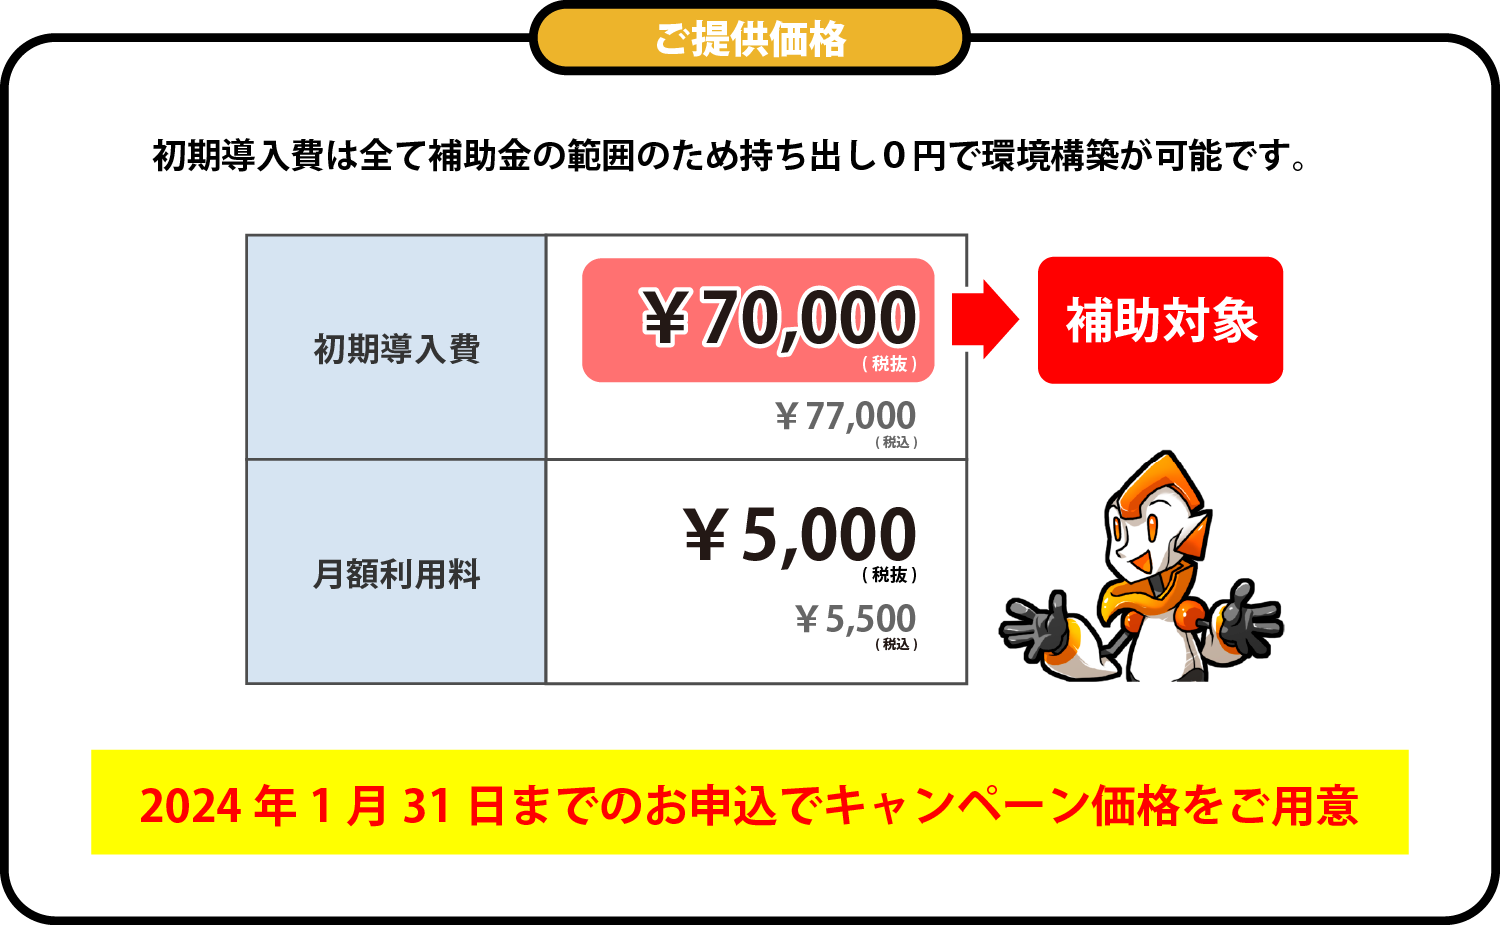 ご提供価格
初期導入費は全て補助金の範囲のため持ち出し０円で環境構築が可能です。
初期導入費
￥70,000
(税抜)
￥77,000
(税込)
補助対象
月額利用料
￥5,000
(税抜)
￥5,500
(税込)
2024 年 1 月 31 日までのお申込でキャンペーン価格をご用意